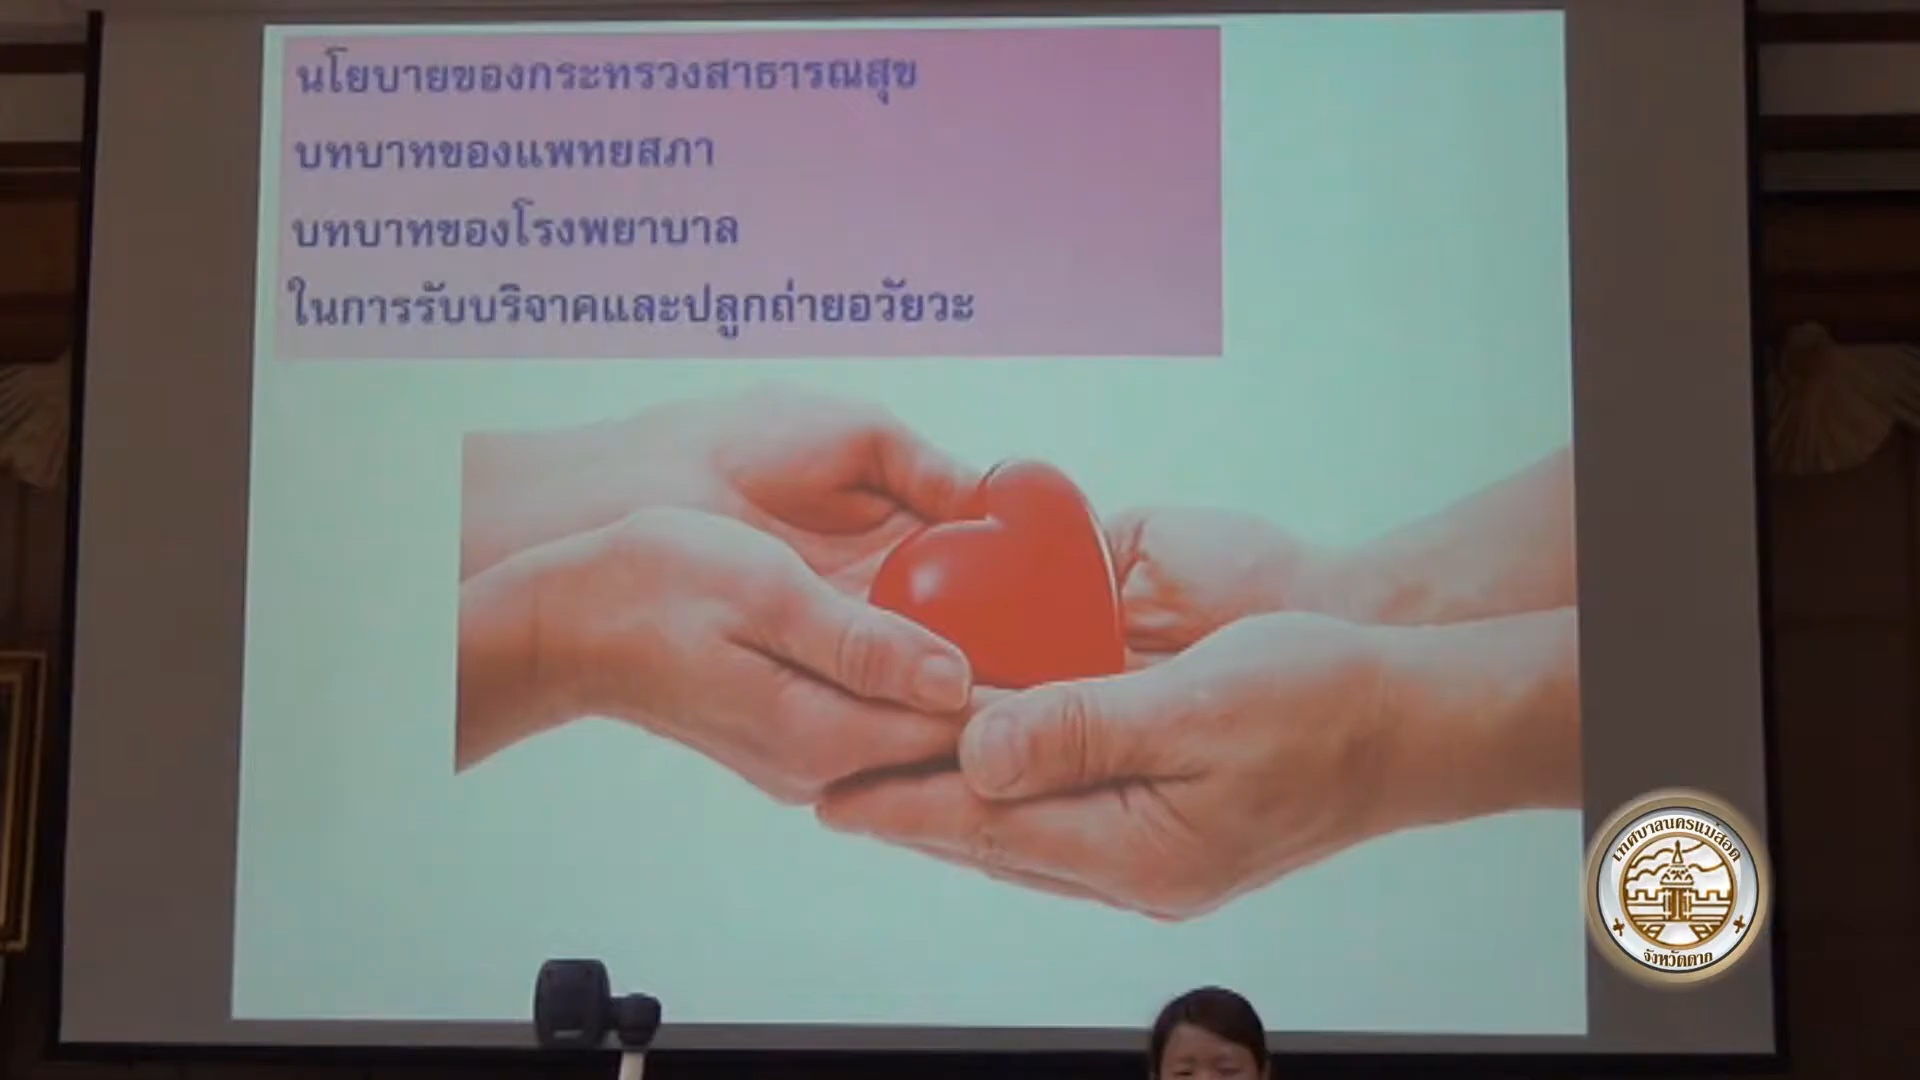 นโยบายของกระทรวงสาธารณสุข
บทบาทของแพทยสภา
บทบาทของโรงพยาบาล
ในการรับบริจาคและปลูกถ่ายอวัยวะ
เทศบาลนครแม่สอด
จังหวัดตาก